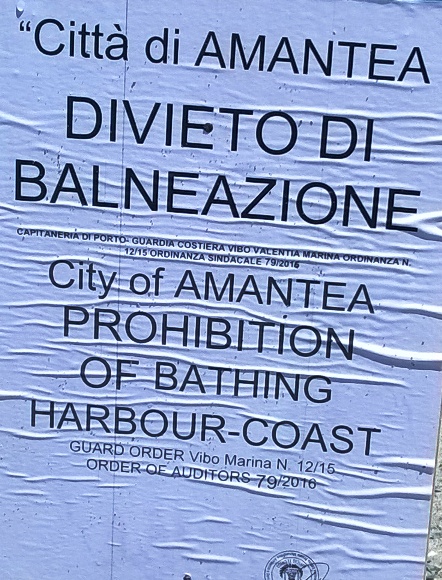 “Città di AMANTEA
DIVIETO DI
BALNEAZIONE
CAPITANERIA DI PORTO- GUARDIA COSTIERA VIBO VALENTIA MARINA ORDINANZA N.
12/15 ORDINANZA SINDACALE 79/2016
City of AMANTEA
PROHIBITION
OF BATHING
HARBOUR-COAST
GUARD ORDER Vibo Marina N. 12/15
ORDER OF AUDITORS 79/2016